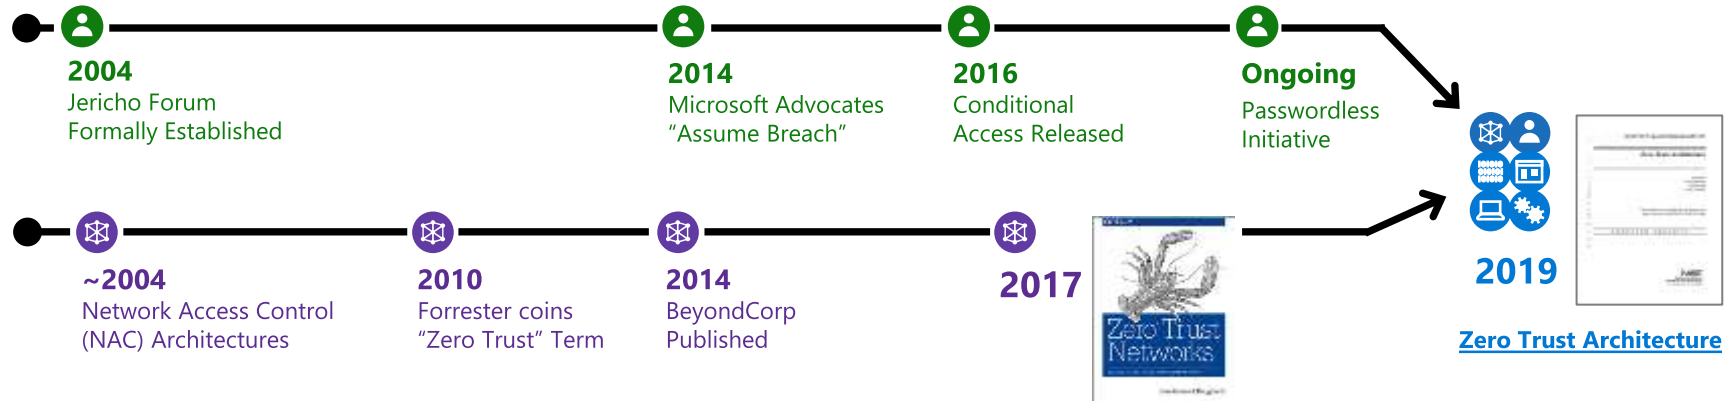 2004
Jericho Forum
Formally Established
2014
Microsoft Advocates
“Assume Breach”
2016
Conditional
Access Released
Ongoing
Passwordless
Initiative
~2004
Network Access Control
(NAC) Architectures
2010
Forrester coins
“Zero Trust” Term
2014
BeyondCorp
Published
2017
Zero Trust
Networks
2019
Zero Trust Architecture